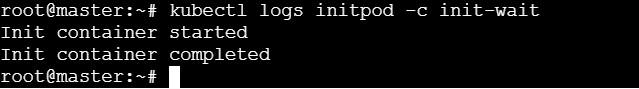 root@master:~# kubectl logs initpod -c init-wait
Init container started
Init container completed
root@master:~#